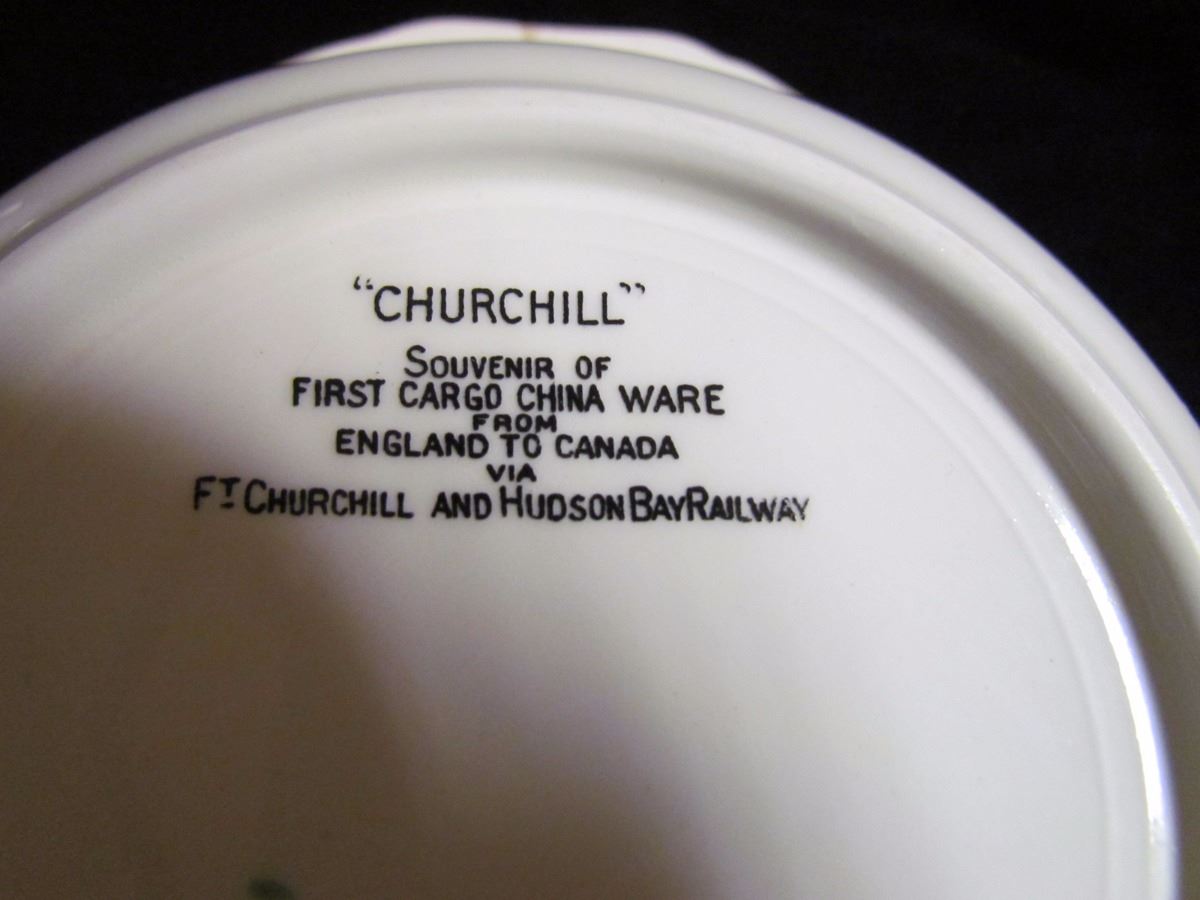 “CHURCHILL”
SOUVENIR OF
FIRST CARGO CHINA WARE
FROM
ENGLAND TO CANADA
VIA
FT CHURCHILL AND HUDSON BAY RAILWAY